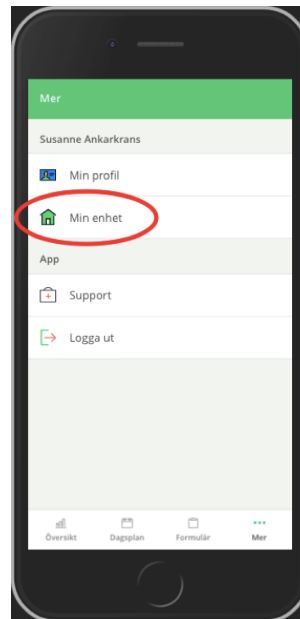 Mer
Susanne Ankarkrans
Min profil
Min enhet
App
Support
Logga ut
Översikt Dagsplan Formulär Mer